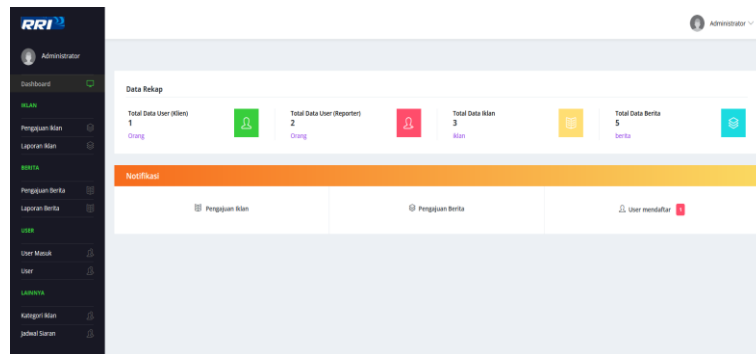 RRI
Administrator
Administrator
Dashboard
IKLAN
Pengajuan Iklan
Laporan Iklan
BERITA
Pengajuan Berita
Laporan Berita
USER
User Masuk
User
LAINNYA
Kategori Iklan
Jadwal Siaran
Data Rekap
Total Data User (Klien)
1
Orang
Total Data User (Reporter)
2
Orang
Total Data Iklan
3
Iklan
Total Data Berita
5
berita
Notifikasi
Pengajuan Iklan
Pengajuan Berita
User mendaftar 1